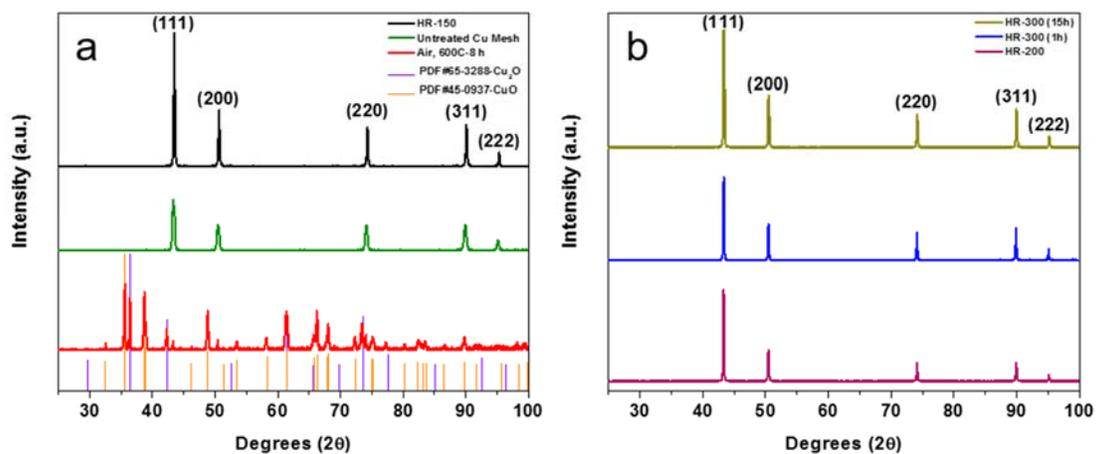 a
HR-150
Untreated Cu Mesh
Air, 600C-8 h
PDF#65-3288-Cu₂O
PDF#45-0937-CuO
(111)
(200)
(220)
(311)
(222)
Intensity (a.u.)
30 40 50 60 70 80 90 100
Degrees (2θ)
b
HR-300 (15h)
HR-300 (1h)
HR-200
(111)
(200)
(220)
(311)
(222)
Intensity (a.u.)
30 40 50 60 70 80 90 100
Degrees (2θ)